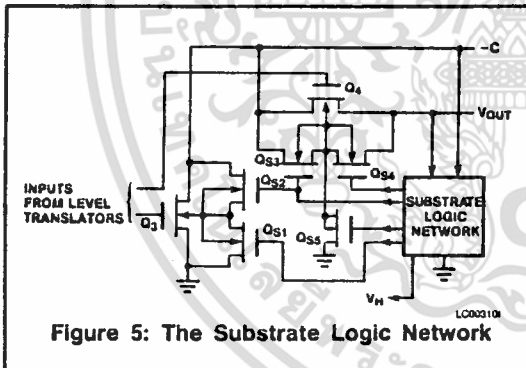 -C
Q4
VOUT
QS3
QS4
QS2
INPUTS
FROM LEVEL
TRANSLATORS
Q3
SUBSTRATE
LOGIC
NETWORK
QS1
QS5
VH
LC00310I
Figure 5: The Substrate Logic Network